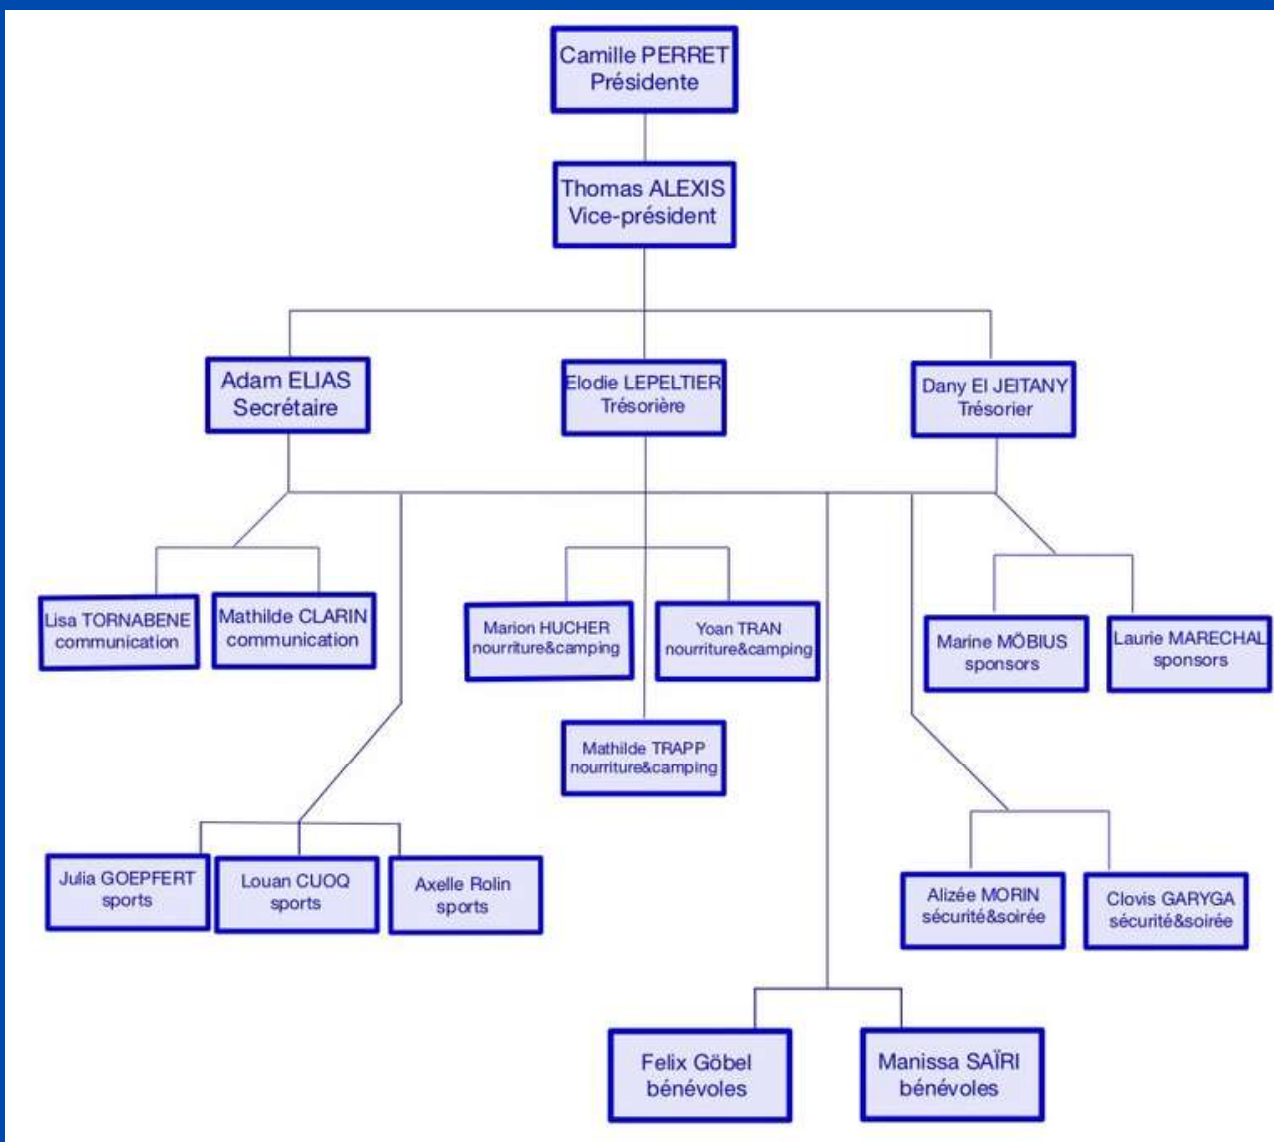 Camille PERRET
Présidente
Thomas ALEXIS
Vice-président
Adam ELIAS
Secrétaire
Elodie LEPELTIER
Trésorière
Dany El JEITANY
Trésorier
Lisa TORNABENE
communication
Mathilde CLARIN
communication
Marion HUCHER
nourriture&camping
Yoan TRAN
nourriture&camping
Marine MÖBIUS
sponsors
Laurie MARECHAL
sponsors
Mathilde TRAPP
nourriture&camping
Julia GOEPFERT
sports
Louan CUOQ
sports
Axelle Rolin
sports
Alizée MORIN
sécurité&soirée
Clovis GARYGA
sécurité&soirée
Felix Göbel
bénévoles
Manissa SAÏRI
bénévoles